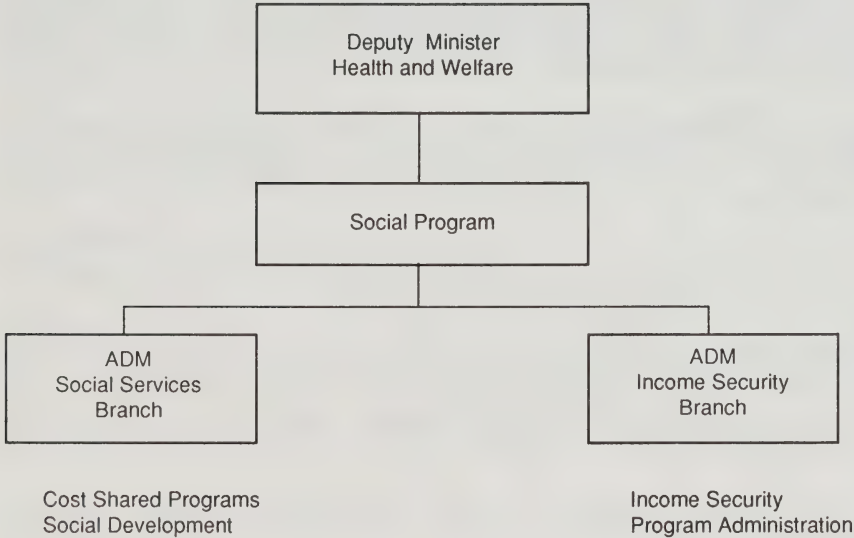 Deputy Minister
Health and Welfare
Social Program
ADM
Social Services
Branch
ADM
Income Security
Branch
Cost Shared Programs
Social Development
Income Security
Program Administration